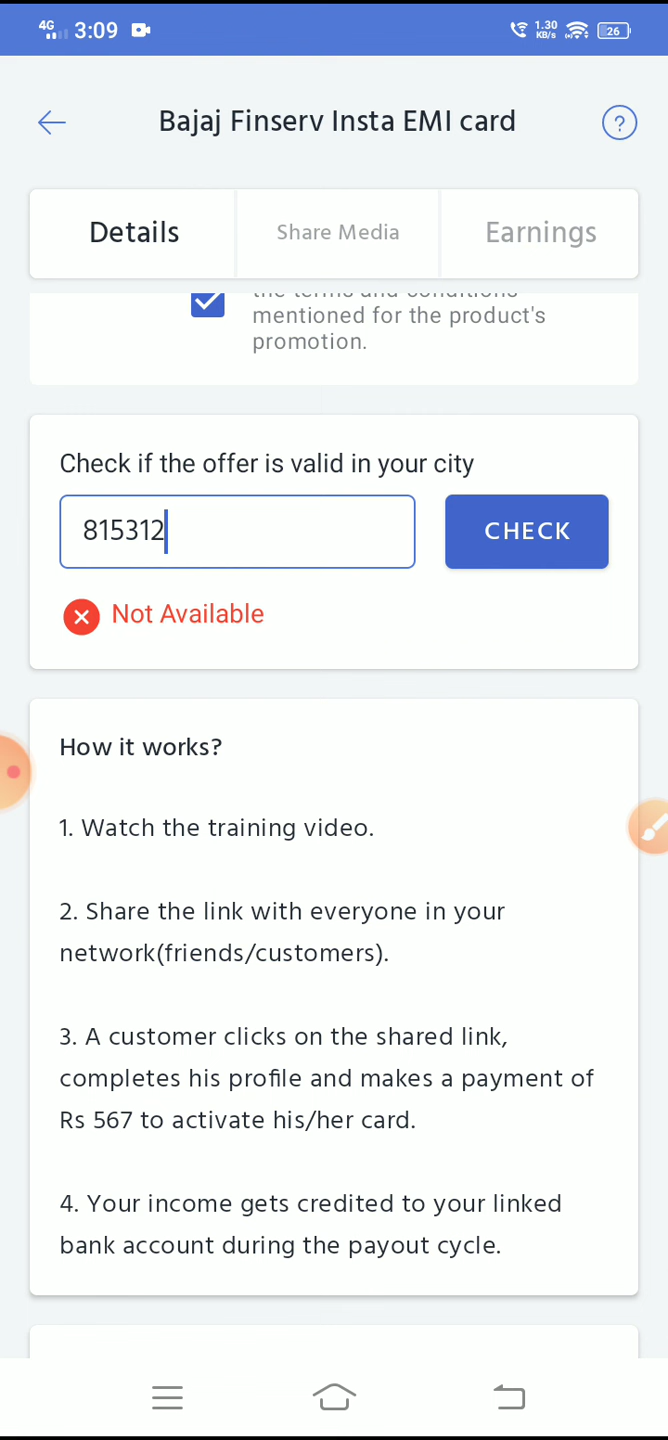 4G 3:09 1.30 KB/s 26
Bajaj Finserv Insta EMI card
?
Details Share Media Earnings
the terms and conditions
mentioned for the product's
promotion.
Check if the offer is valid in your city
815312 CHECK
Not Available
How it works?
1. Watch the training video.
2. Share the link with everyone in your
network(friends/customers).
3. A customer clicks on the shared link,
completes his profile and makes a payment of
Rs 567 to activate his/her card.
4. Your income gets credited to your linked
bank account during the payout cycle.